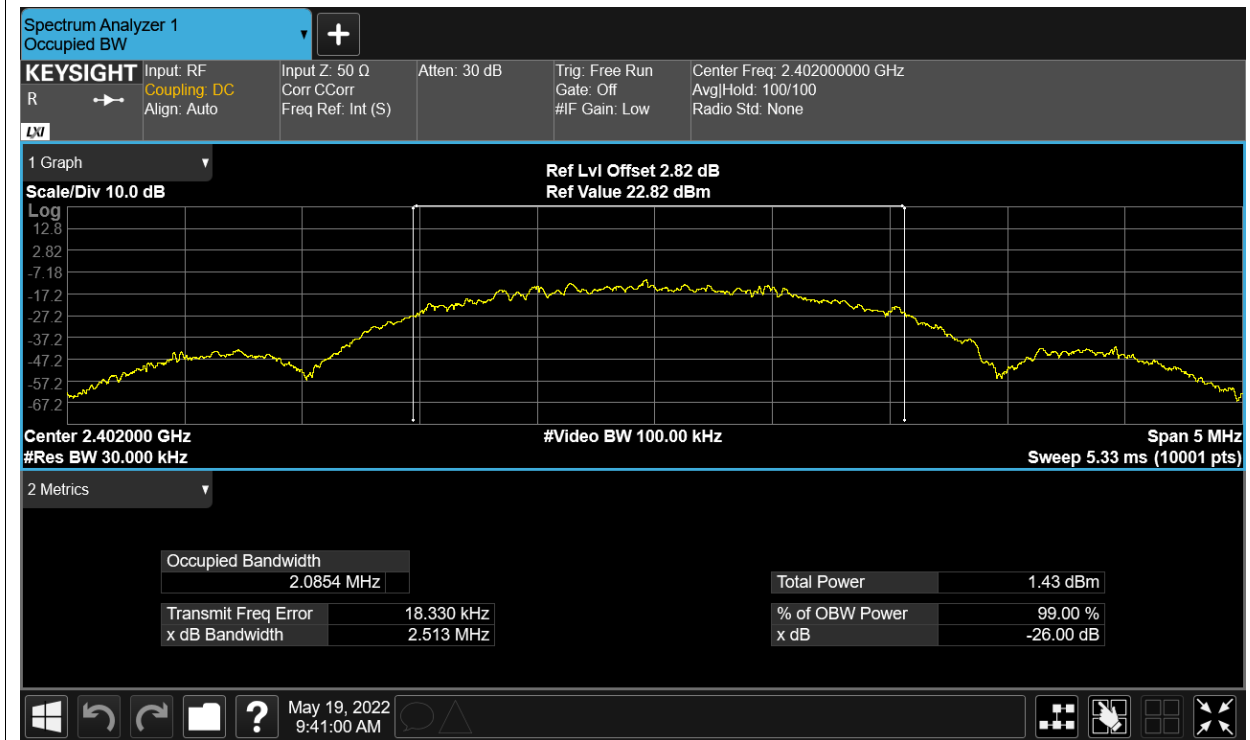 Spectrum Analyzer 1
Occupied BW
KEYSIGHT Input: RF Input Z: 50 Ω Atten: 30 dB Trig: Free Run Center Freq: 2.402000000 GHz
R Coupling: DC Corr CCorr Gate: Off Avg|Hold: 100/100
Align: Auto Freq Ref: Int (S) #IF Gain: Low Radio Std: None
LXI
1 Graph
Ref Lvl Offset 2.82 dB
Scale/Div 10.0 dB Ref Value 22.82 dBm
Log
12.8
2.82
-7.18
-17.2
-27.2
-37.2
-47.2
-57.2
-67.2
Center 2.402000 GHz #Video BW 100.00 kHz Span 5 MHz
#Res BW 30.000 kHz Sweep 5.33 ms (10001 pts)
2 Metrics
Occupied Bandwidth
2.0854 MHz Total Power 1.43 dBm
Transmit Freq Error 18.330 kHz % of OBW Power 99.00 %
x dB Bandwidth 2.513 MHz x dB -26.00 dB
? May 19, 2022
9:41:00 AM